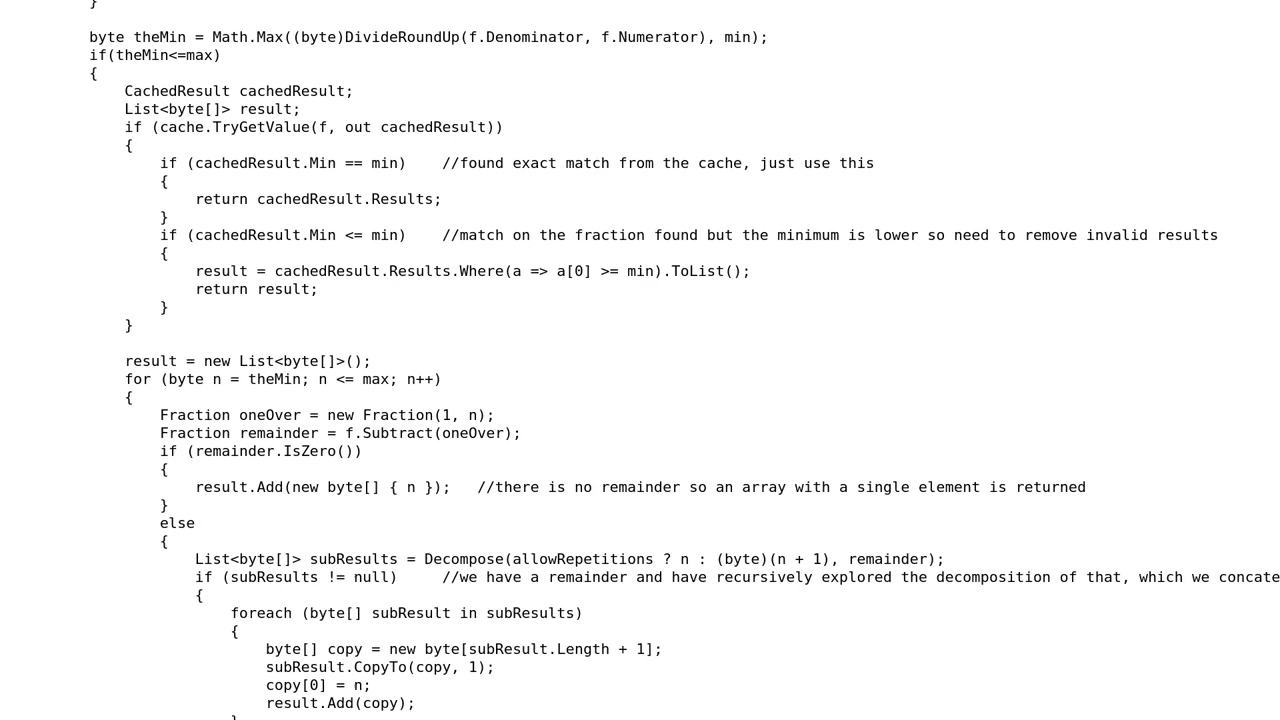 }
byte theMin = Math.Max((byte)DivideRoundUp(f.Denominator, f.Numerator), min);
if(theMin<=max)
{
CachedResult cachedResult;
List<byte[]> result;
if (cache.TryGetValue(f, out cachedResult))
{
if (cachedResult.Min == min)    //found exact match from the cache, just use this
{
return cachedResult.Results;
}
if (cachedResult.Min <= min)    //match on the fraction found but the minimum is lower so need to remove invalid results
{
result = cachedResult.Results.Where(a => a[0] >= min).ToList();
return result;
}
}
result = new List<byte[]>();
for (byte n = theMin; n <= max; n++)
{
Fraction oneOver = new Fraction(1, n);
Fraction remainder = f.Subtract(oneOver);
if (remainder.IsZero())
{
result.Add(new byte[] { n });   //there is no remainder so an array with a single element is returned
}
else
{
List<byte[]> subResults = Decompose(allowRepetitions ? n : (byte)(n + 1), remainder);
if (subResults != null)     //we have a remainder and have recursively explored the decomposition of that, which we concate
{
foreach (byte[] subResult in subResults)
{
byte[] copy = new byte[subResult.Length + 1];
subResult.CopyTo(copy, 1);
copy[0] = n;
result.Add(copy);
}